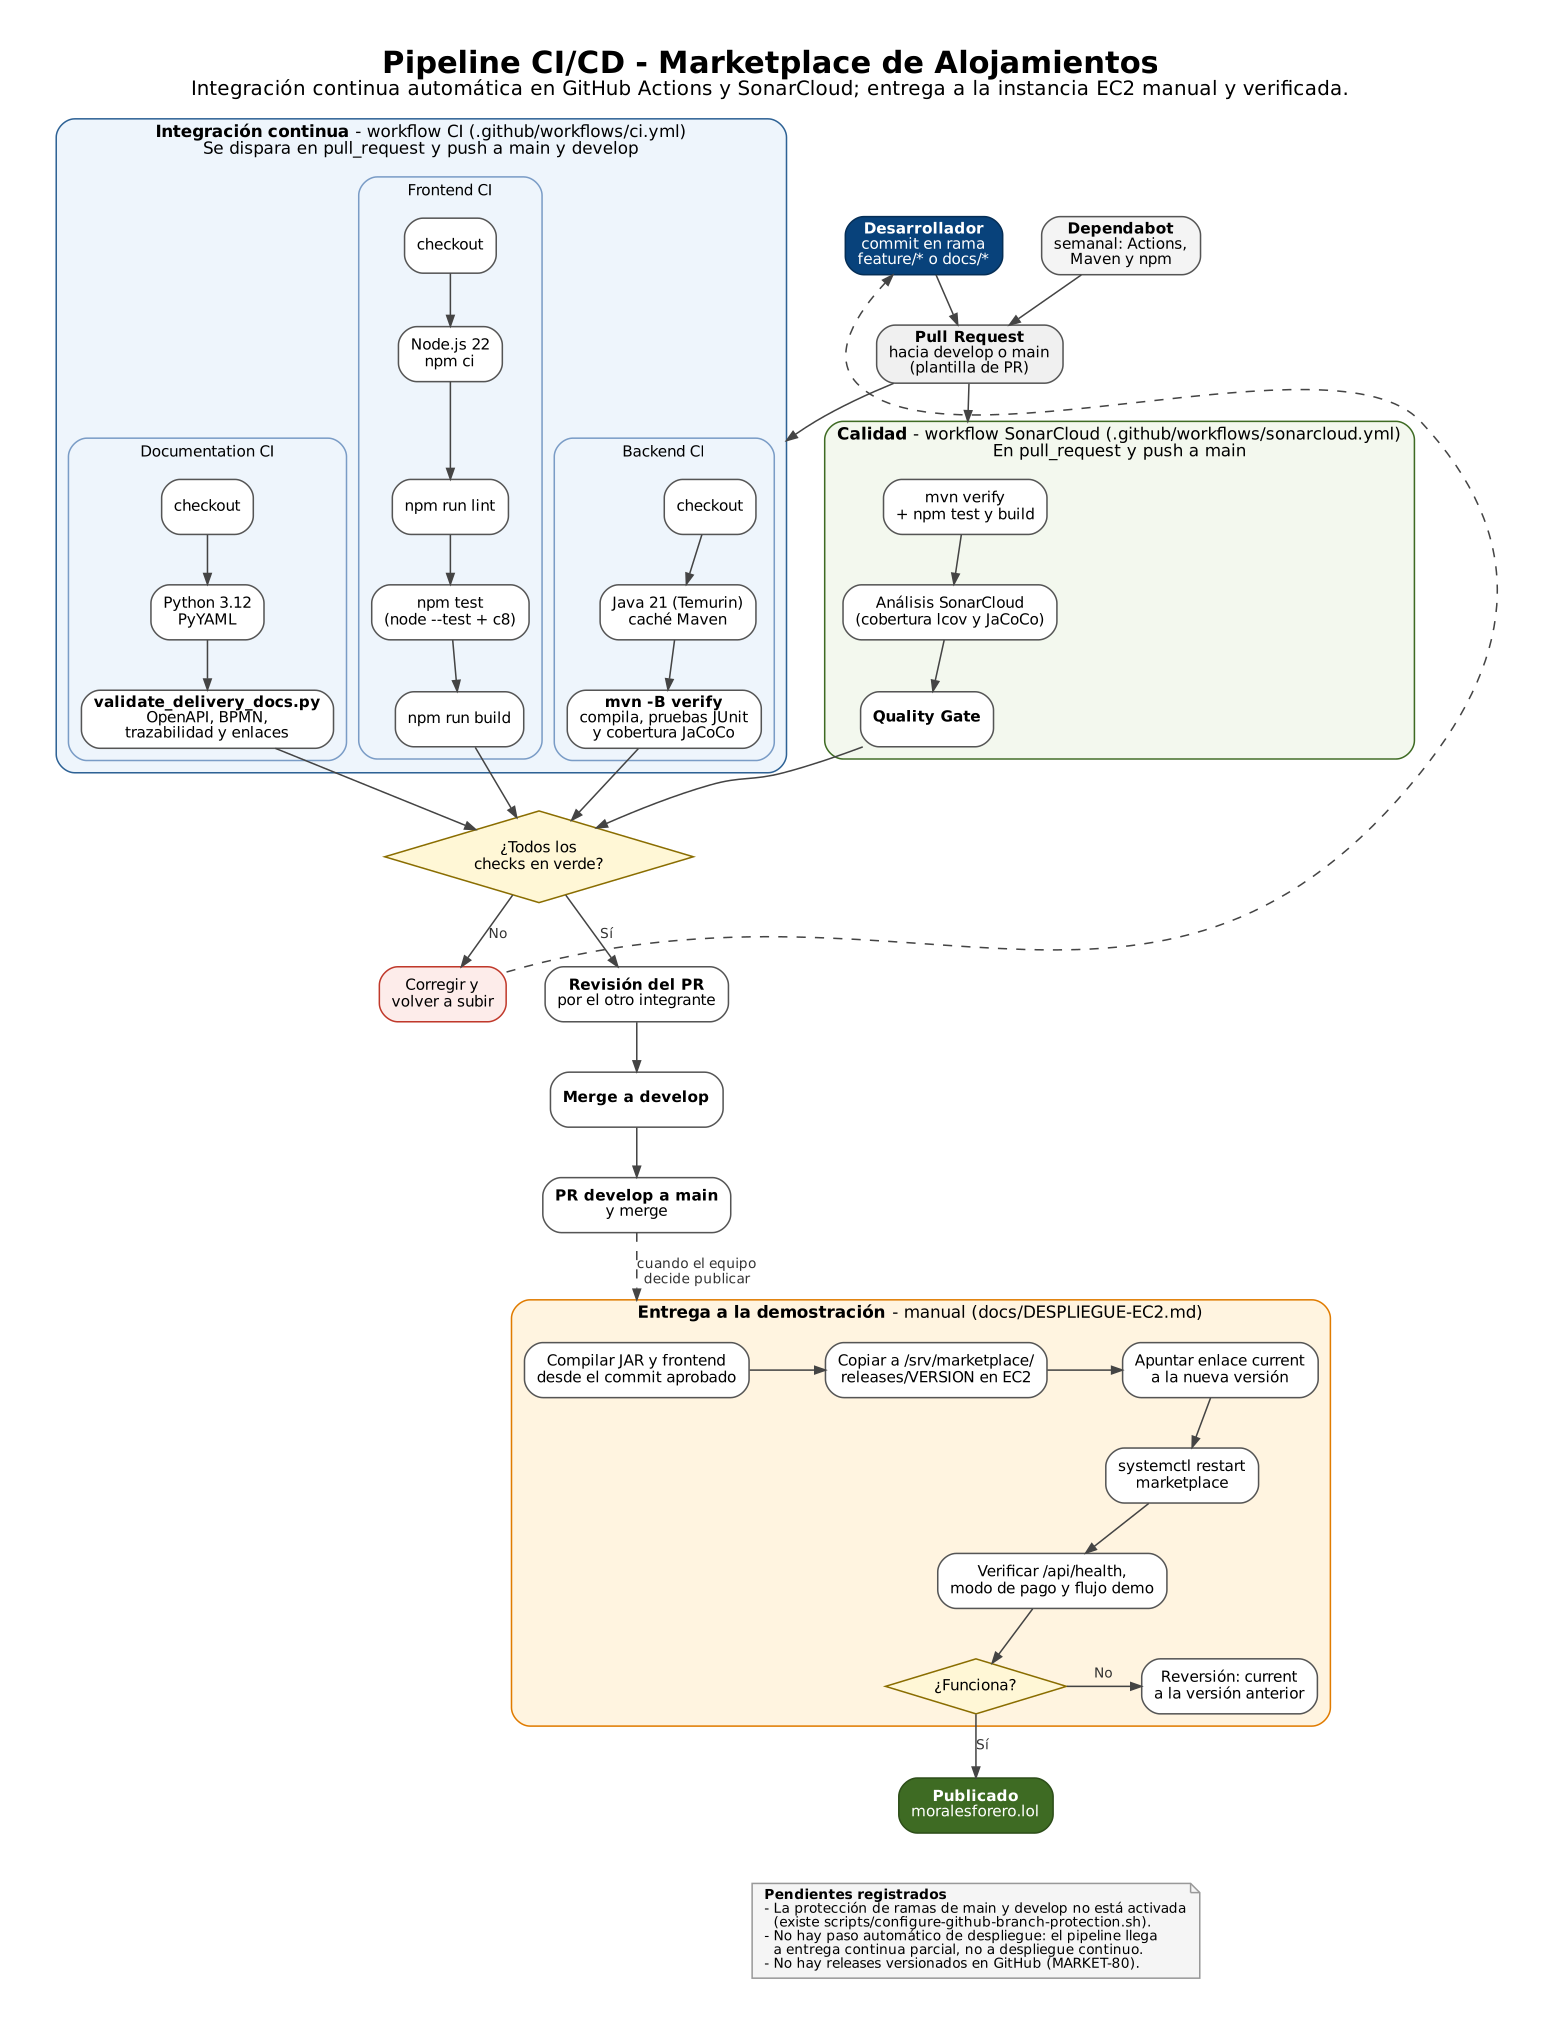 Pipeline CI/CD - Marketplace de Alojamientos
Integración continua automática en GitHub Actions y SonarCloud; entrega a la instancia EC2 manual y verificada.
Integración continua - workflow CI (.github/workflows/ci.yml)
Se dispara en pull_request y push a main y develop
Frontend CI
checkout
Node.js 22
npm ci
npm run lint
npm test
(node --test + c8)
npm run build
Documentation CI
checkout
Python 3.12
PyYAML
validate_delivery_docs.py
OpenAPI, BPMN,
trazabilidad y enlaces
Backend CI
checkout
Java 21 (Temurin)
caché Maven
mvn -B verify
compila, pruebas JUnit
y cobertura JaCoCo
Desarrollador
commit en rama
feature/* o docs/*
Dependabot
semanal: Actions,
Maven y npm
Pull Request
hacia develop o main
(plantilla de PR)
Calidad - workflow SonarCloud (.github/workflows/sonarcloud.yml)
En pull_request y push a main
mvn verify
+ npm test y build
Análisis SonarCloud
(cobertura lcov y JaCoCo)
Quality Gate
¿Todos los
checks en verde?
No
Sí
Corregir y
volver a subir
Revisión del PR
por el otro integrante
Merge a develop
PR develop a main
y merge
cuando el equipo
decide publicar
Entrega a la demostración - manual (docs/DESPLIEGUE-EC2.md)
Compilar JAR y frontend
desde el commit aprobado
Copiar a /srv/marketplace/
releases/VERSION en EC2
Apuntar enlace current
a la nueva versión
systemctl restart
marketplace
Verificar /api/health,
modo de pago y flujo demo
¿Funciona?
No
Reversión: current
a la versión anterior
Sí
Publicado
moralesforero.lol
Pendientes registrados
- La protección de ramas de main y develop no está activada
(existe scripts/configure-github-branch-protection.sh).
- No hay paso automático de despliegue: el pipeline llega
a entrega continua parcial, no a despliegue continuo.
- No hay releases versionados en GitHub (MARKET-80).